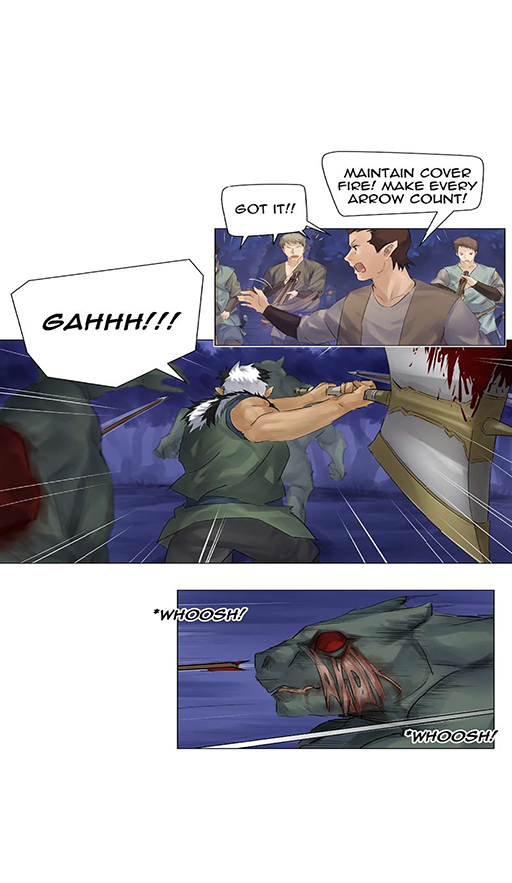 MAINTAIN COVER
FIRE! MAKE EVERY
ARROW COUNT!
GOT IT!!
GAHHH!!!
*WHOOSH!
*WHOOSH!